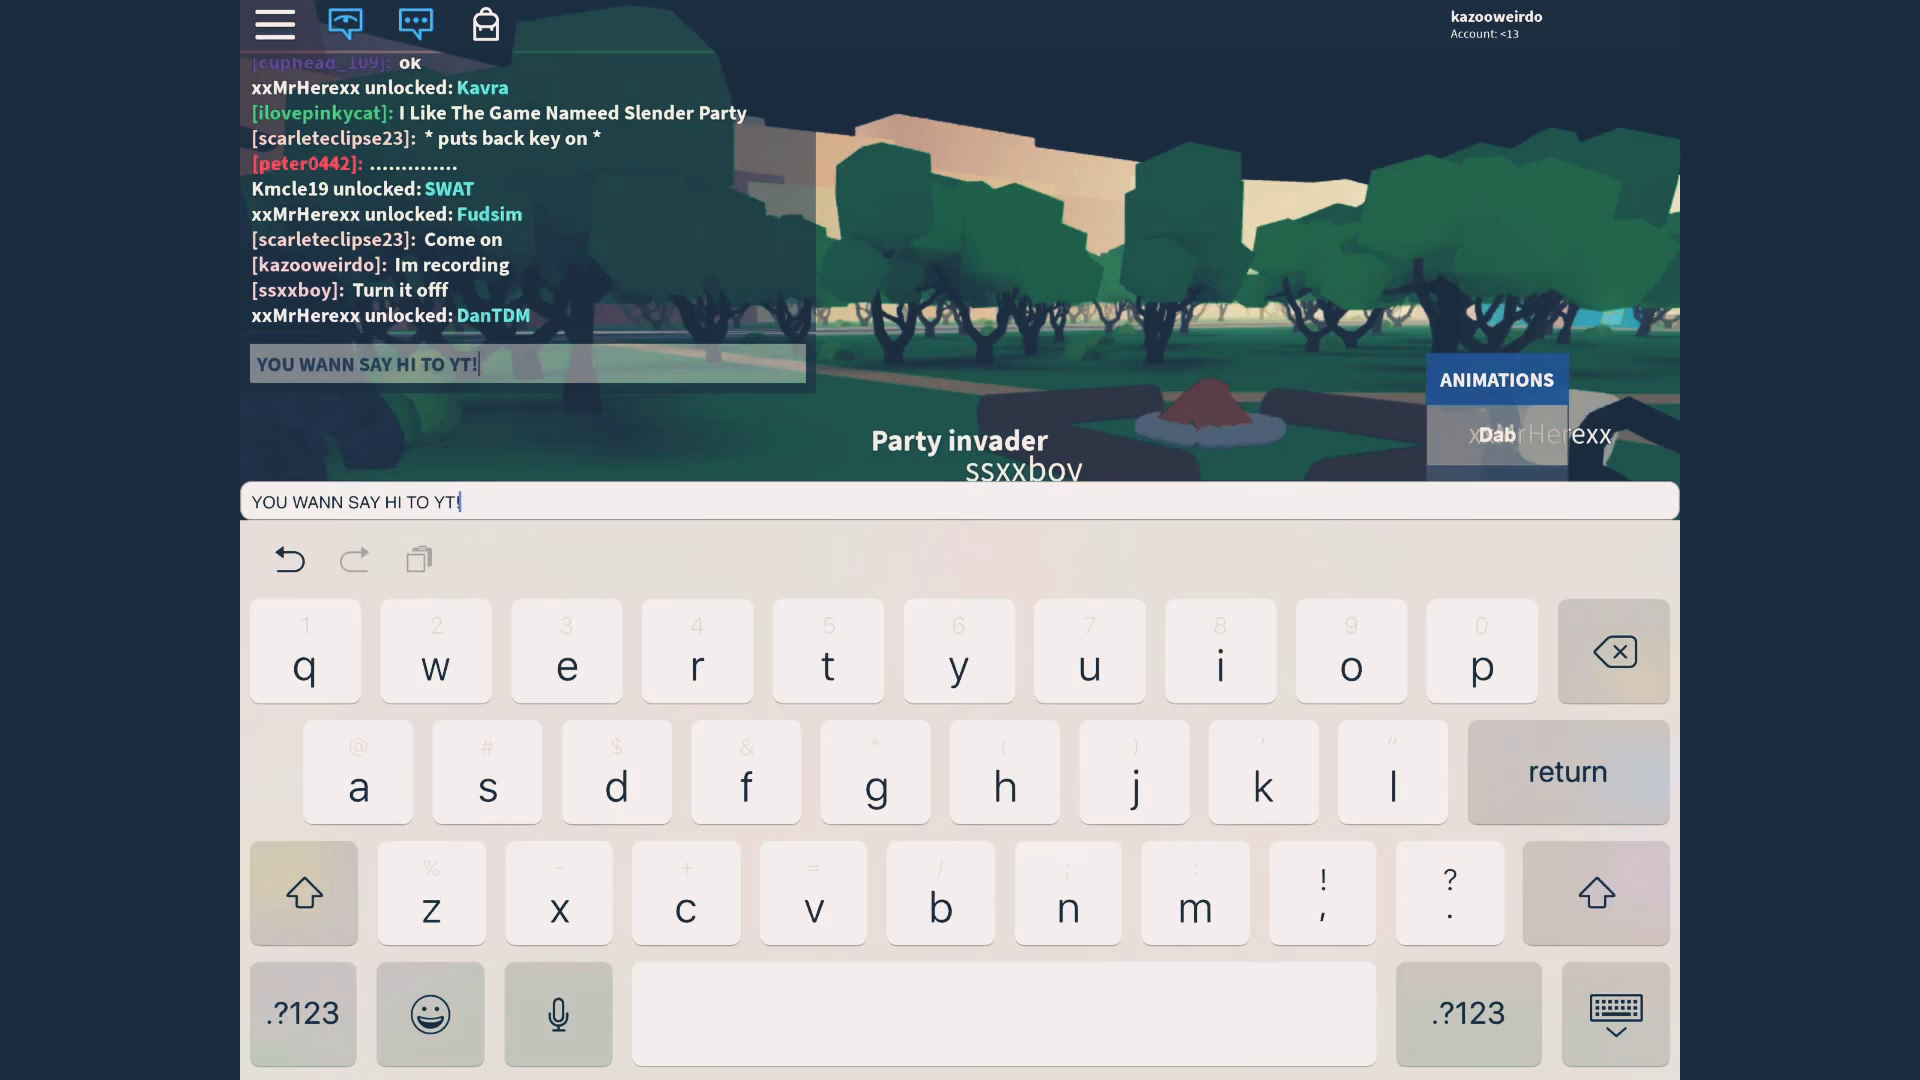 kazooweirdo
Account: <13
[cuphead_109]: ok
xxMrHerexx unlocked: Kavra
[ilovepinkycat]: I Like The Game Nameed Slender Party
[scarleteclipse23]: * puts back key on *
[peter0442]: ..............
Kmcle19 unlocked: SWAT
xxMrHerexx unlocked: Fudsim
[scarleteclipse23]: Come on
[kazooweirdo]: Im recording
[ssxxboy]: Turn it offf
xxMrHerexx unlocked: DanTDM
YOU WANN SAY HI TO YT!
ANIMATIONS
Dab
xxMrHerexx
Party invader
ssxxboy
YOU WANN SAY HI TO YT!
1 2 3 4 5 6 7 8 9 0
q w e r t y u i o p
@ # $ & * ( ) ' "
a s d f g h j k l return
% - + = / ; : ! ?
z x c v b n m , .
.?123 .?123